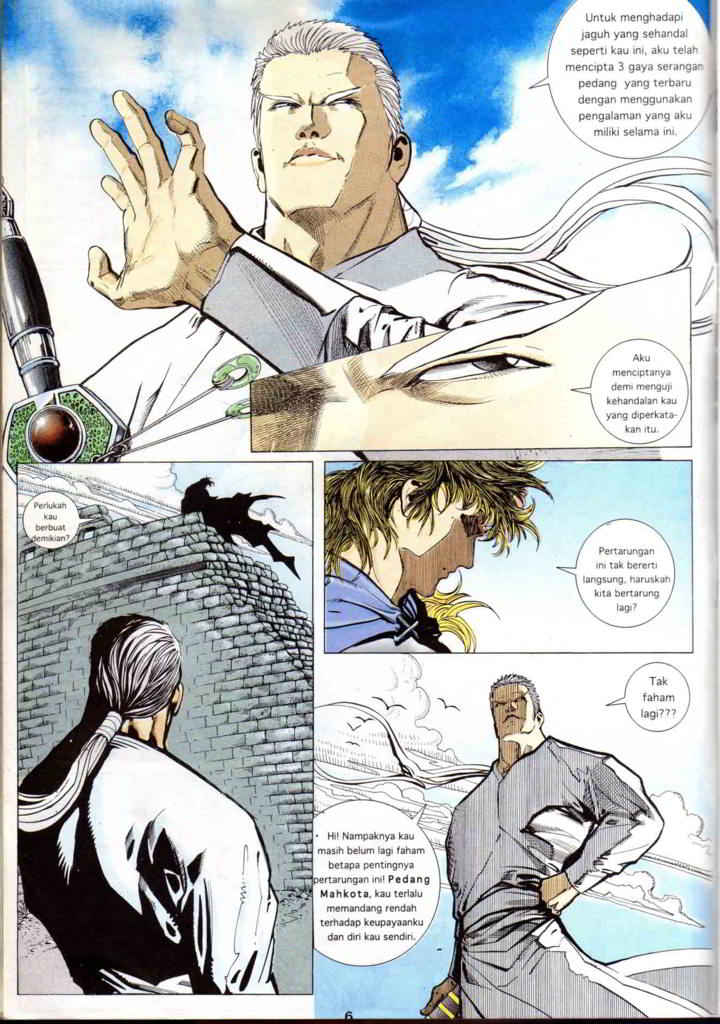 Untuk menghadapi
jaguh yang sehandal
seperti kau ini, aku telah
mencipta 3 gaya serangan
pedang yang terbaru
dengan menggunakan
pengalaman yang aku
miliki selama ini.
Aku
menciptanya
demi menguji
kehandalan kau
yang diperkata-
kan itu.
Perlukah
kau
berbuat
demikian?
Pertarungan
ini tak bererti
langsung, haruskah
kita bertarung
lagi?
Tak
faham
lagi???
Hi! Nampaknya kau
masih belum lagi faham
betapa pentingnya
pertarungan ini! Pedang
Mahkota, kau terlalu
memandang rendah
terhadap keupayaanku
dan diri kau sendiri.
6